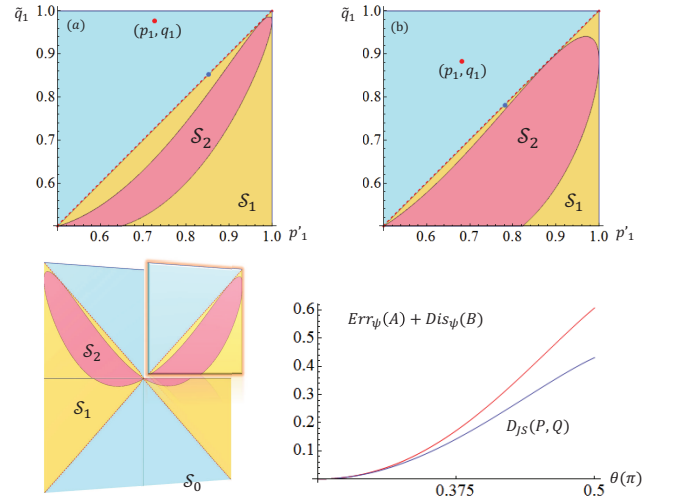 q̃₁ (a)
1.0
(p₁, q₁)
0.9
0.8
0.7
S₂
0.6
S₁
0.6 0.7 0.8 0.9 1.0 p'₁
q̃₁ (b)
1.0
(p₁, q₁)
0.9
0.8
0.7
S₂
0.6
S₁
0.6 0.7 0.8 0.9 1.0 p'₁
S₂
S₁
S₀
0.6
Err_ψ(A) + Dis_ψ(B)
0.5
0.4
0.3
0.2
D_JS(P, Q)
0.1
0.375 0.5 θ(π)